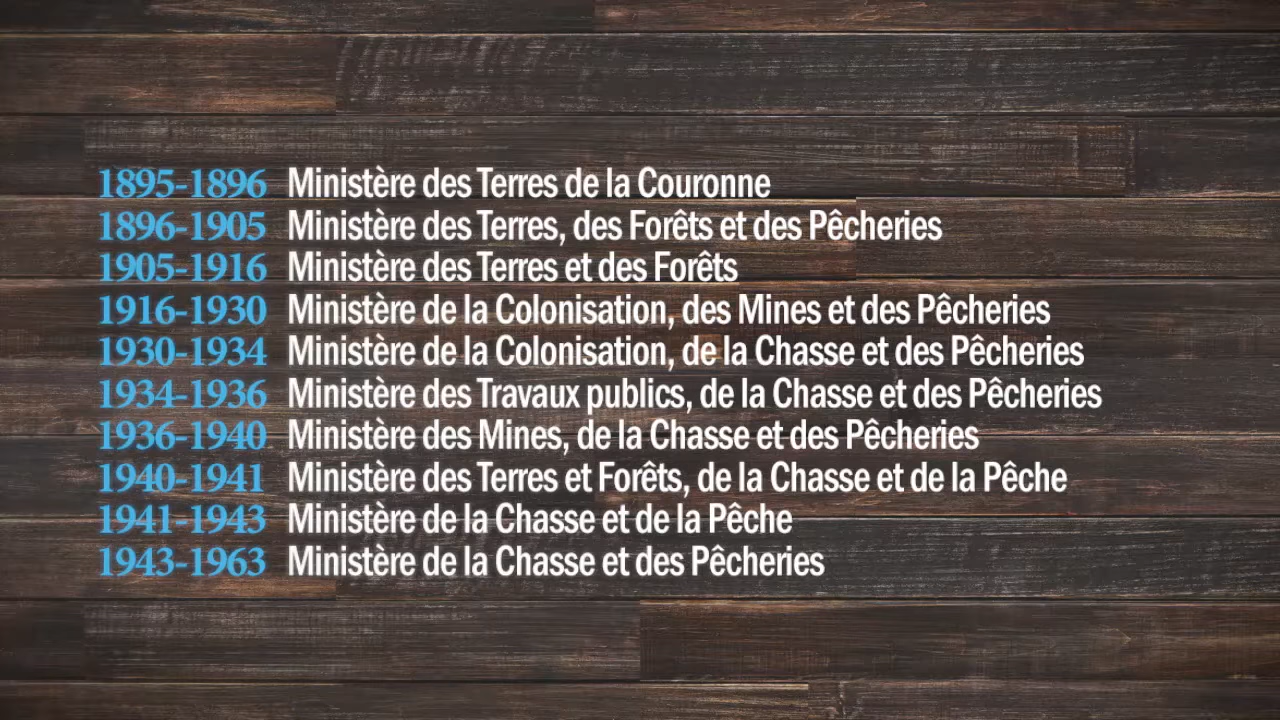 1895-1896 Ministère des Terres de la Couronne
1896-1905 Ministère des Terres, des Forêts et des Pêcheries
1905-1916 Ministère des Terres et des Forêts
1916-1930 Ministère de la Colonisation, des Mines et des Pêcheries
1930-1934 Ministère de la Colonisation, de la Chasse et des Pêcheries
1934-1936 Ministère des Travaux publics, de la Chasse et des Pêcheries
1936-1940 Ministère des Mines, de la Chasse et des Pêcheries
1940-1941 Ministère des Terres et Forêts, de la Chasse et de la Pêche
1941-1943 Ministère de la Chasse et de la Pêche
1943-1963 Ministère de la Chasse et des Pêcheries